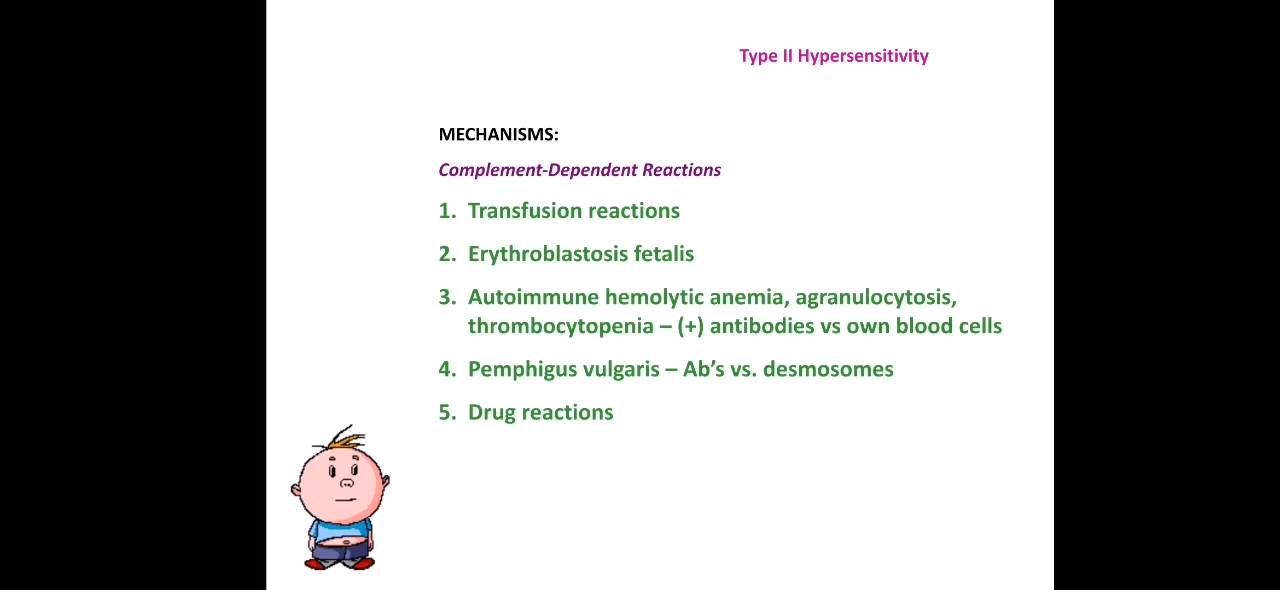 Type II Hypersensitivity
MECHANISMS:
Complement-Dependent Reactions
1. Transfusion reactions
2. Erythroblastosis fetalis
3. Autoimmune hemolytic anemia, agranulocytosis,
thrombocytopenia – (+) antibodies vs own blood cells
4. Pemphigus vulgaris – Ab’s vs. desmosomes
5. Drug reactions